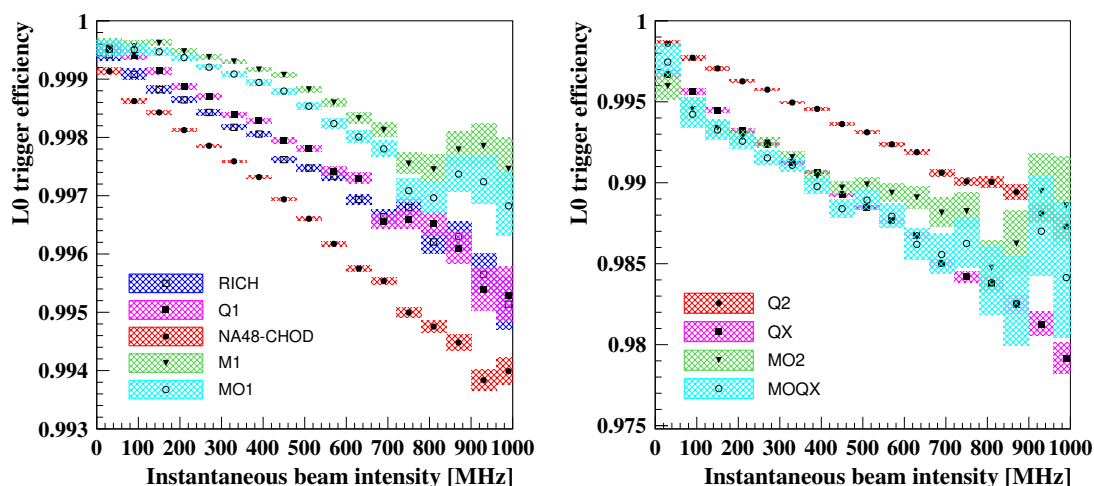 L0 trigger efficiency
1
0.999
0.998
0.997
0.996
0.995
0.994
0.993
RICH
Q1
NA48-CHOD
M1
MO1
0 100 200 300 400 500 600 700 800 900 1000
Instantaneous beam intensity [MHz]
L0 trigger efficiency
1
0.995
0.99
0.985
0.98
0.975
Q2
QX
MO2
MOQX
0 100 200 300 400 500 600 700 800 900 1000
Instantaneous beam intensity [MHz]